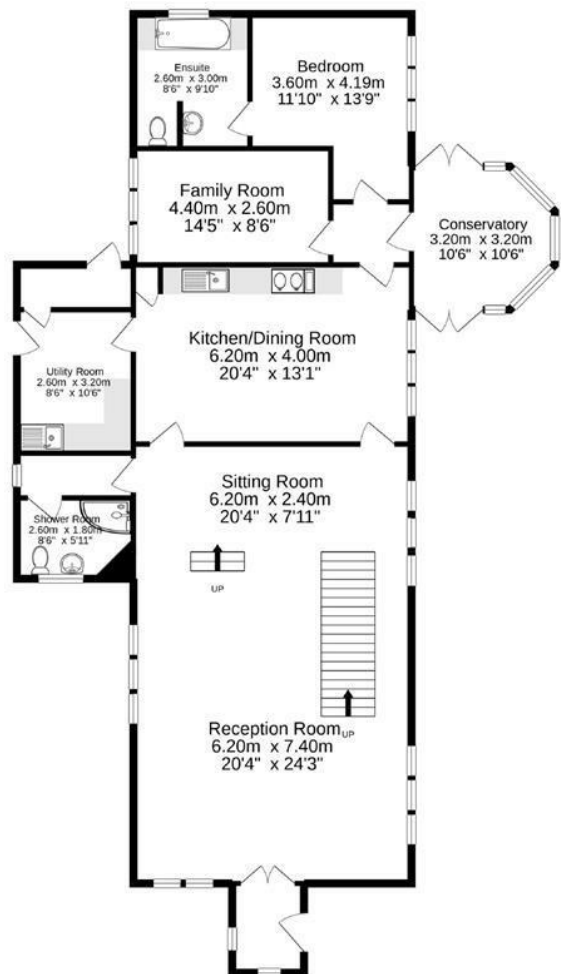 Ensuite
2.60m x 3.00m
8'6" x 9'10"
Bedroom
3.60m x 4.19m
11'10" x 13'9"
Family Room
4.40m x 2.60m
14'5" x 8'6"
Conservatory
3.20m x 3.20m
10'6" x 10'6"
Kitchen/Dining Room
6.20m x 4.00m
20'4" x 13'1"
Utility Room
2.60m x 3.20m
8'6" x 10'6"
Sitting Room
6.20m x 2.40m
20'4" x 7'11"
Shower Room
2.60m x 1.80m
8'6" x 5'11"
UP
Reception Room
UP
6.20m x 7.40m
20'4" x 24'3"